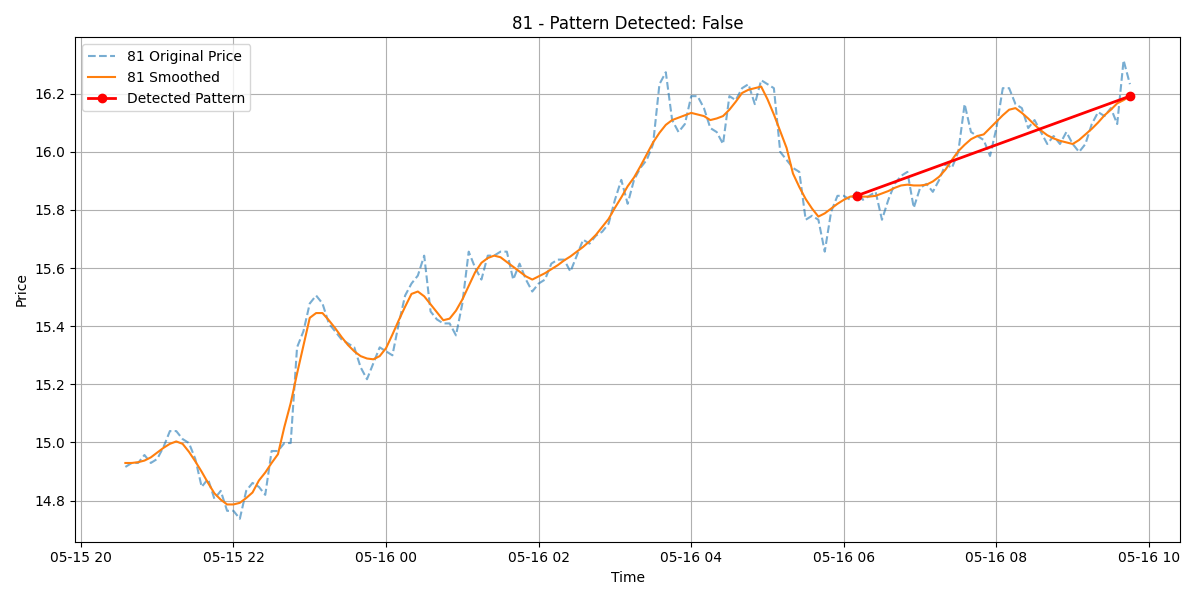 81 - Pattern Detected: False
81 Original Price
81 Smoothed
Detected Pattern
Price
16.2
16.0
15.8
15.6
15.4
15.2
15.0
14.8
05-15 20 05-15 22 05-16 00 05-16 02 05-16 04 05-16 06 05-16 08 05-16 10
Time